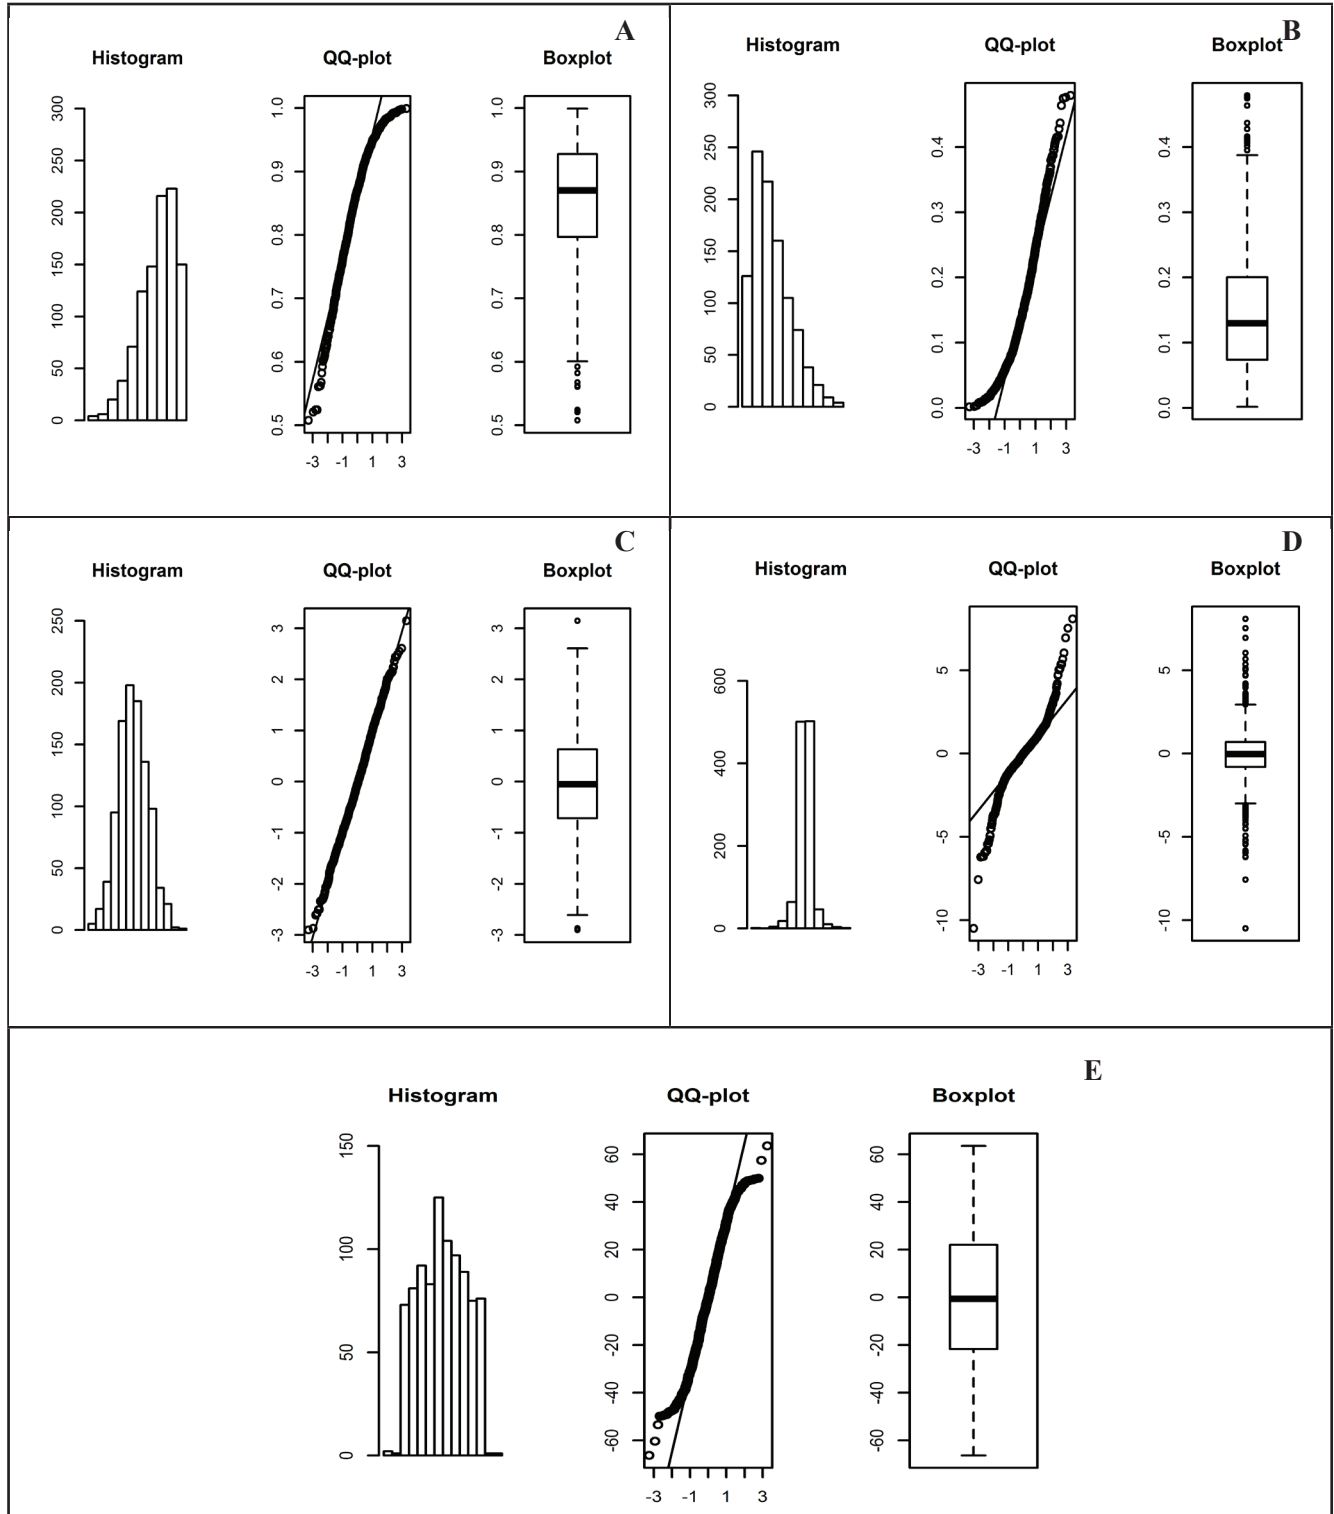 A
Histogram QQ-plot Boxplot
0 50 100 150 200 250 300
0.5 0.6 0.7 0.8 0.9 1.0
-3 -1 1 3
0.5 0.6 0.7 0.8 0.9 1.0
B
Histogram QQ-plot Boxplot
0 50 100 150 200 250 300
0.0 0.1 0.2 0.3 0.4
-3 -1 1 3
0.0 0.1 0.2 0.3 0.4
C
Histogram QQ-plot Boxplot
0 50 100 150 200 250
-3 -2 -1 0 1 2 3
-3 -1 1 3
-3 -2 -1 0 1 2 3
D
Histogram QQ-plot Boxplot
0 200 400 600
-10 -5 0 5
-3 -1 1 3
-10 -5 0 5
E
Histogram QQ-plot Boxplot
0 50 100 150
-60 -40 -20 0 20 40 60
-3 -1 1 3
-60 -40 -20 0 20 40 60